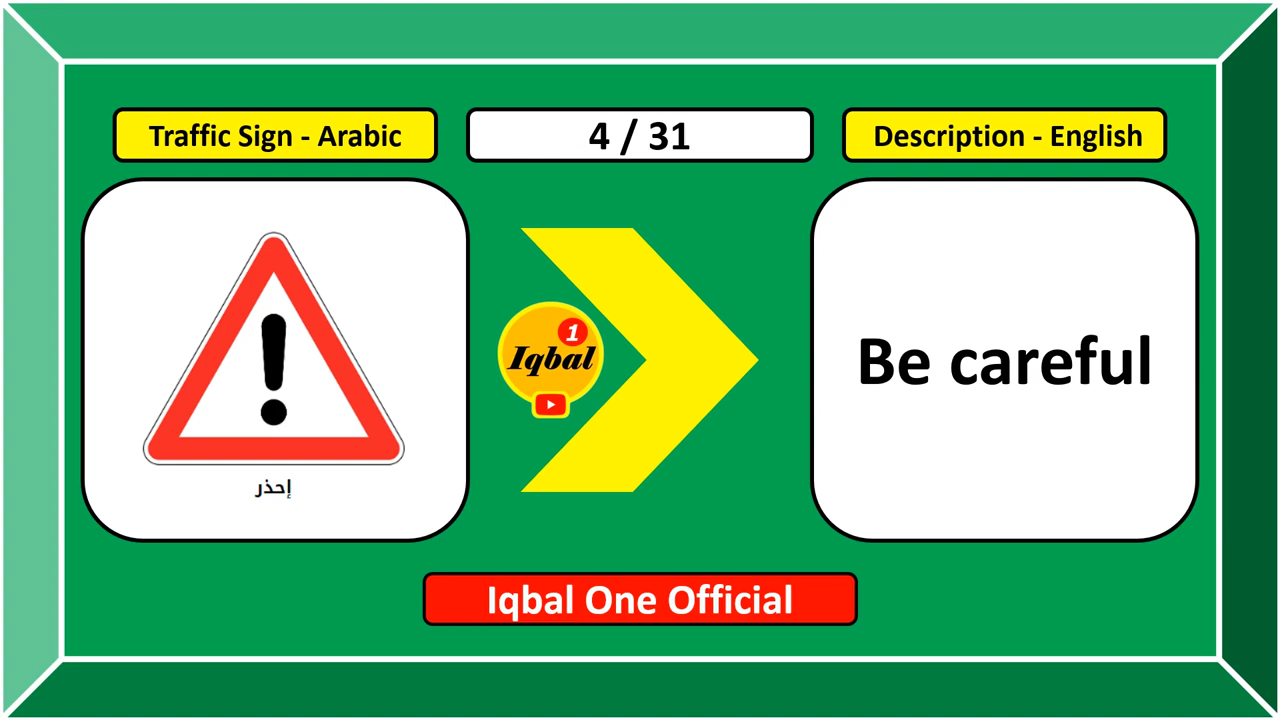 Traffic Sign - Arabic
4 / 31
Description - English
!
إحذر
1
Iqbal
Be careful
Iqbal One Official